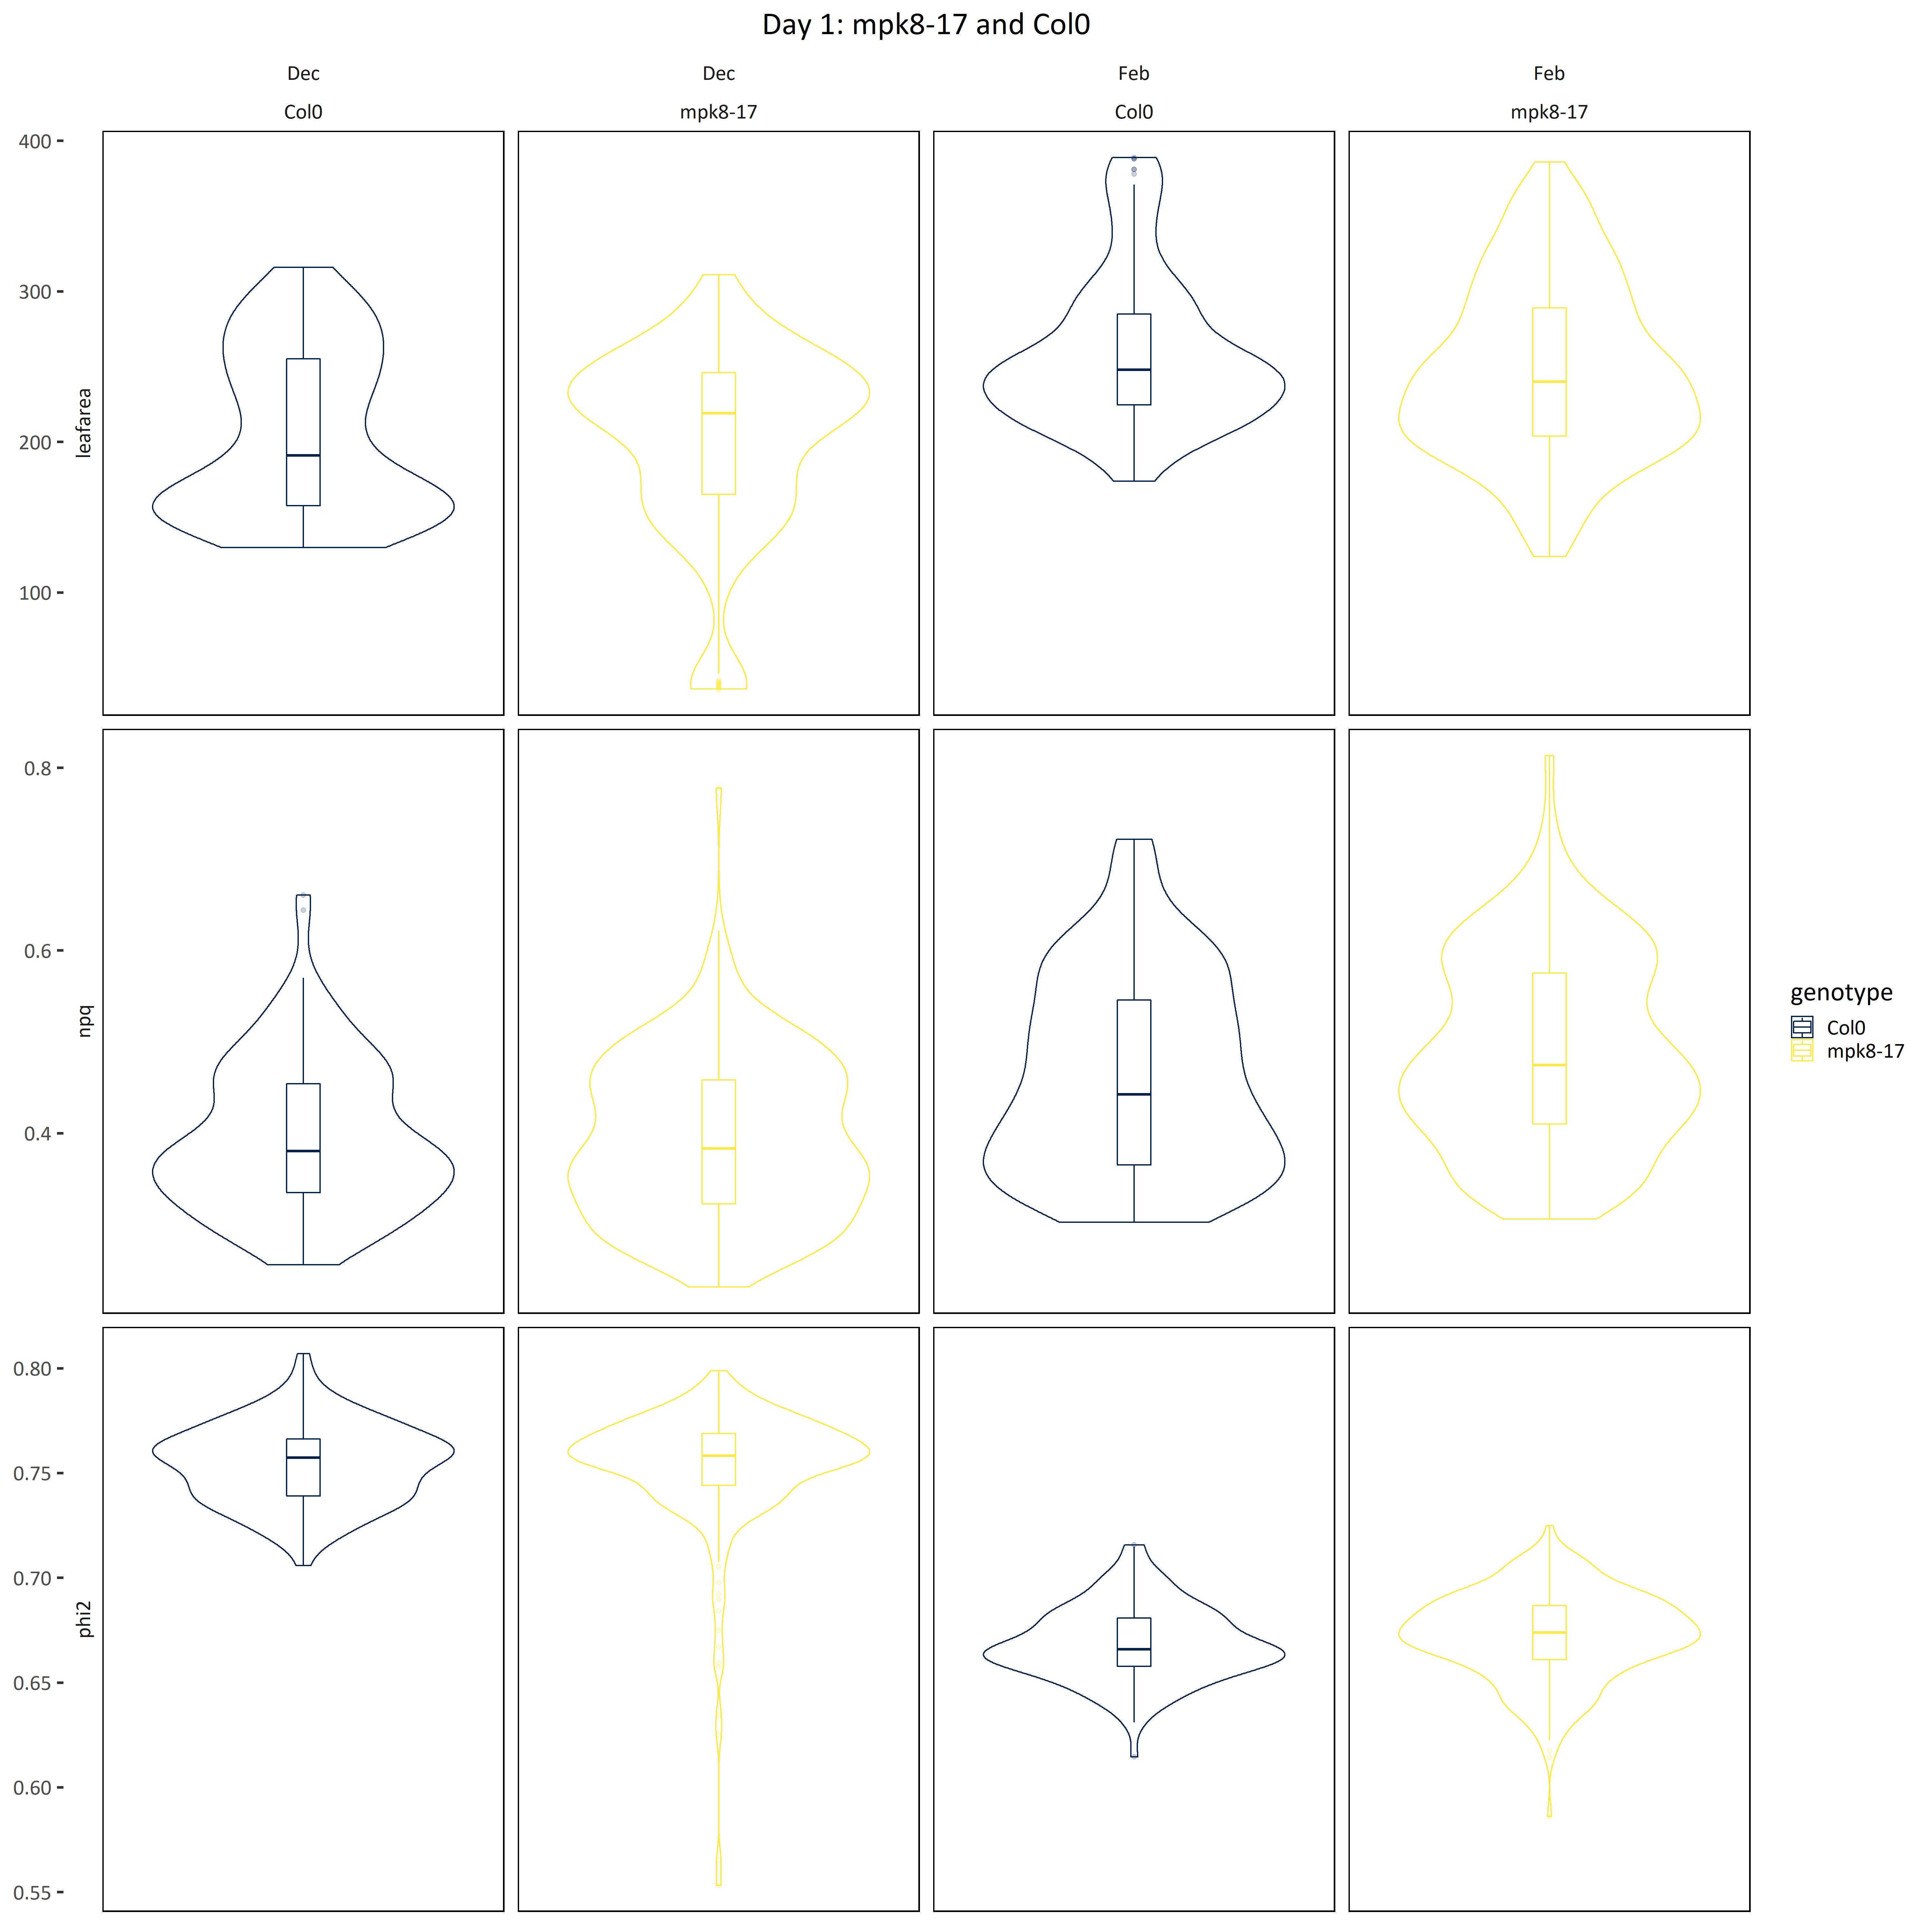 Day 1: mpk8-17 and Col0
Dec Dec Feb Feb
Col0 mpk8-17 Col0 mpk8-17
400
300
200
100
leafarea
0.8
0.6
0.4
npq
0.80
0.75
0.70
0.65
0.60
0.55
phi2
genotype
Col0
mpk8-17